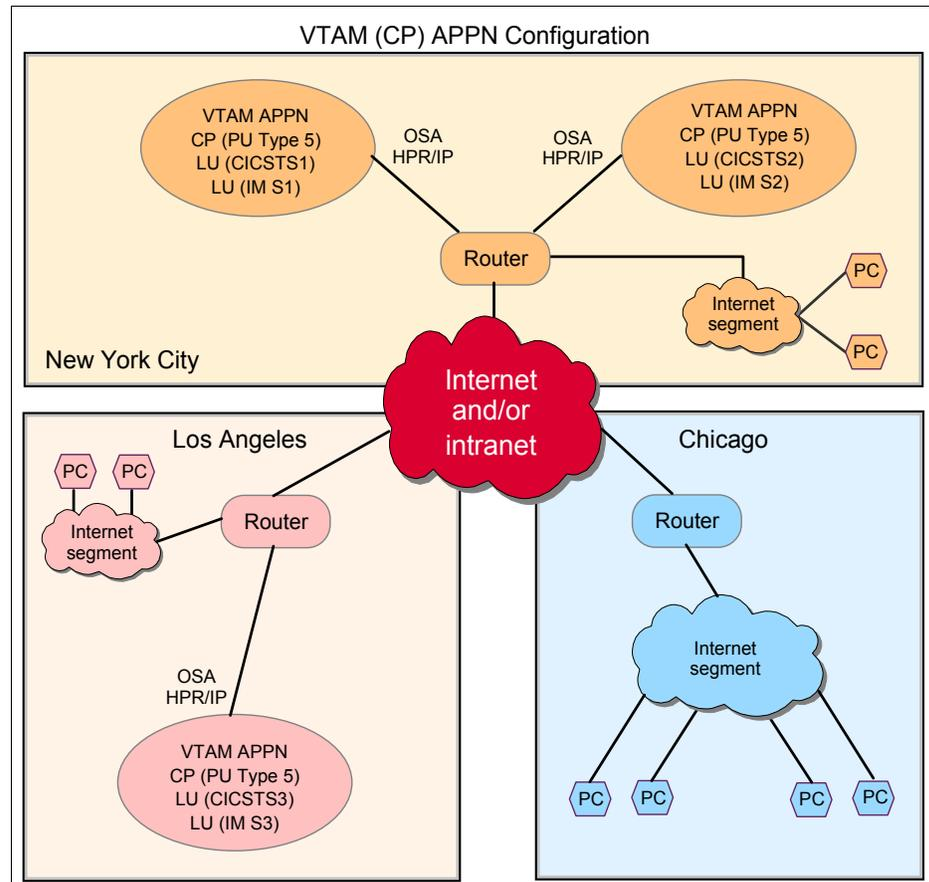 VTAM (CP) APPN Configuration
VTAM APPN
CP (PU Type 5)
LU (CICSTS1)
LU (IM S1)
OSA
HPR/IP
OSA
HPR/IP
VTAM APPN
CP (PU Type 5)
LU (CICSTS2)
LU (IM S2)
Router
PC
Internet
segment
PC
New York City
Internet
and/or
intranet
Los Angeles
PC
PC
Router
Internet
segment
OSA
HPR/IP
VTAM APPN
CP (PU Type 5)
LU (CICSTS3)
LU (IM S3)
Chicago
Router
Internet
segment
PC
PC
PC
PC